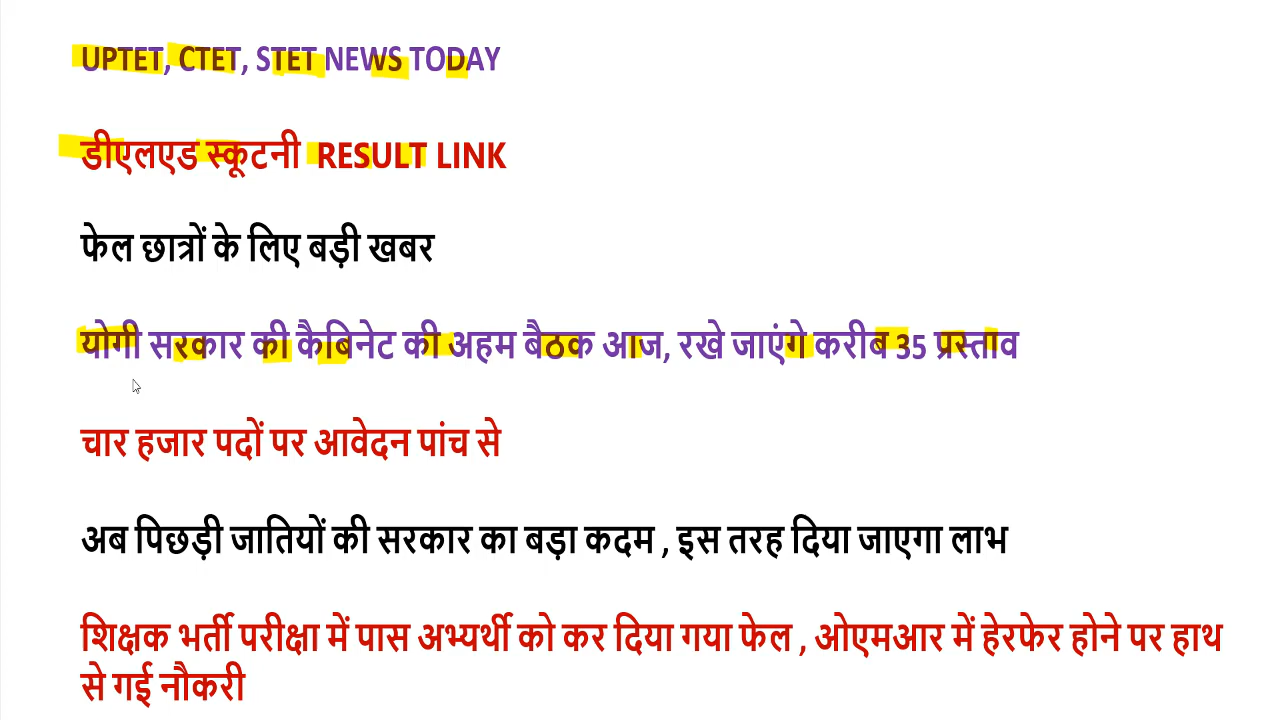 UPTET, CTET, STET NEWS TODAY
डीएलएड स्कूटनी RESULT LINK
फेल छात्रों के लिए बड़ी खबर
योगी सरकार की कैबिनेट की अहम बैठक आज, रखे जाएंगे करीब 35 प्रस्ताव
चार हजार पदों पर आवेदन पांच से
अब पिछड़ी जातियों की सरकार का बड़ा कदम , इस तरह दिया जाएगा लाभ
शिक्षक भर्ती परीक्षा में पास अभ्यर्थी को कर दिया गया फेल , ओएमआर में हेरफेर होने पर हाथ
से गई नौकरी